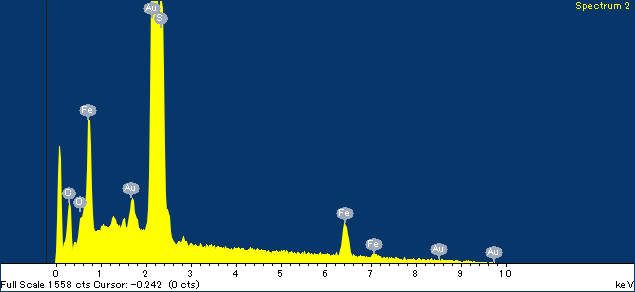 Spectrum 2
Au
S
Fe
Au
O
Fe
Fe
Au
Au
0 1 2 3 4 5 6 7 8 9 10
Full Scale 1558 cts Cursor: -0.242 (0 cts) keV